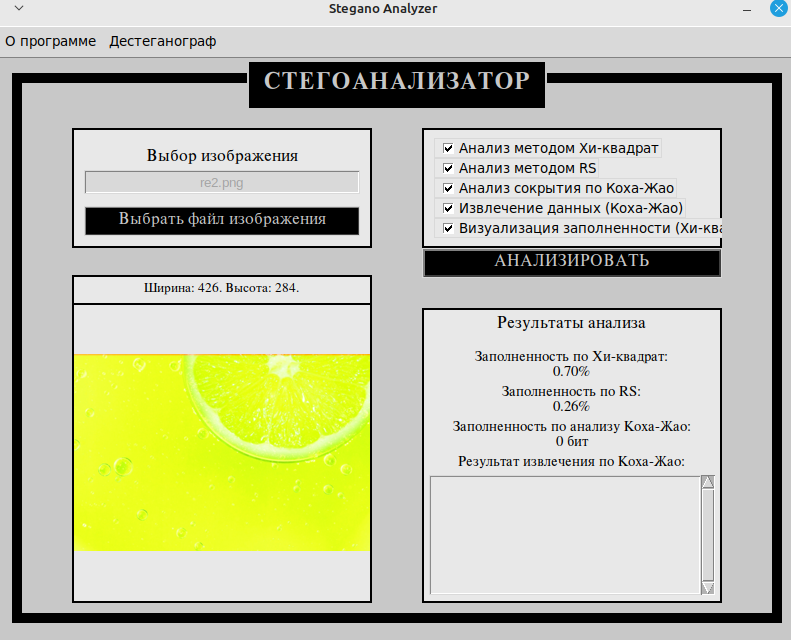 Stegano Analyzer
О программе Дестеганограф
СТЕГОАНАЛИЗАТОР
Выбор изображения
re2.png
Выбрать файл изображения
Ширина: 426. Высота: 284.
Анализ методом Хи-квадрат
Анализ методом RS
Анализ сокрытия по Коха-Жао
Извлечение данных (Коха-Жао)
Визуализация заполненности (Хи-ква
АНАЛИЗИРОВАТЬ
Результаты анализа
Заполненность по Хи-квадрат:
0.70%
Заполненность по RS:
0.26%
Заполненность по анализу Коха-Жао:
0 бит
Результат извлечения по Коха-Жао: